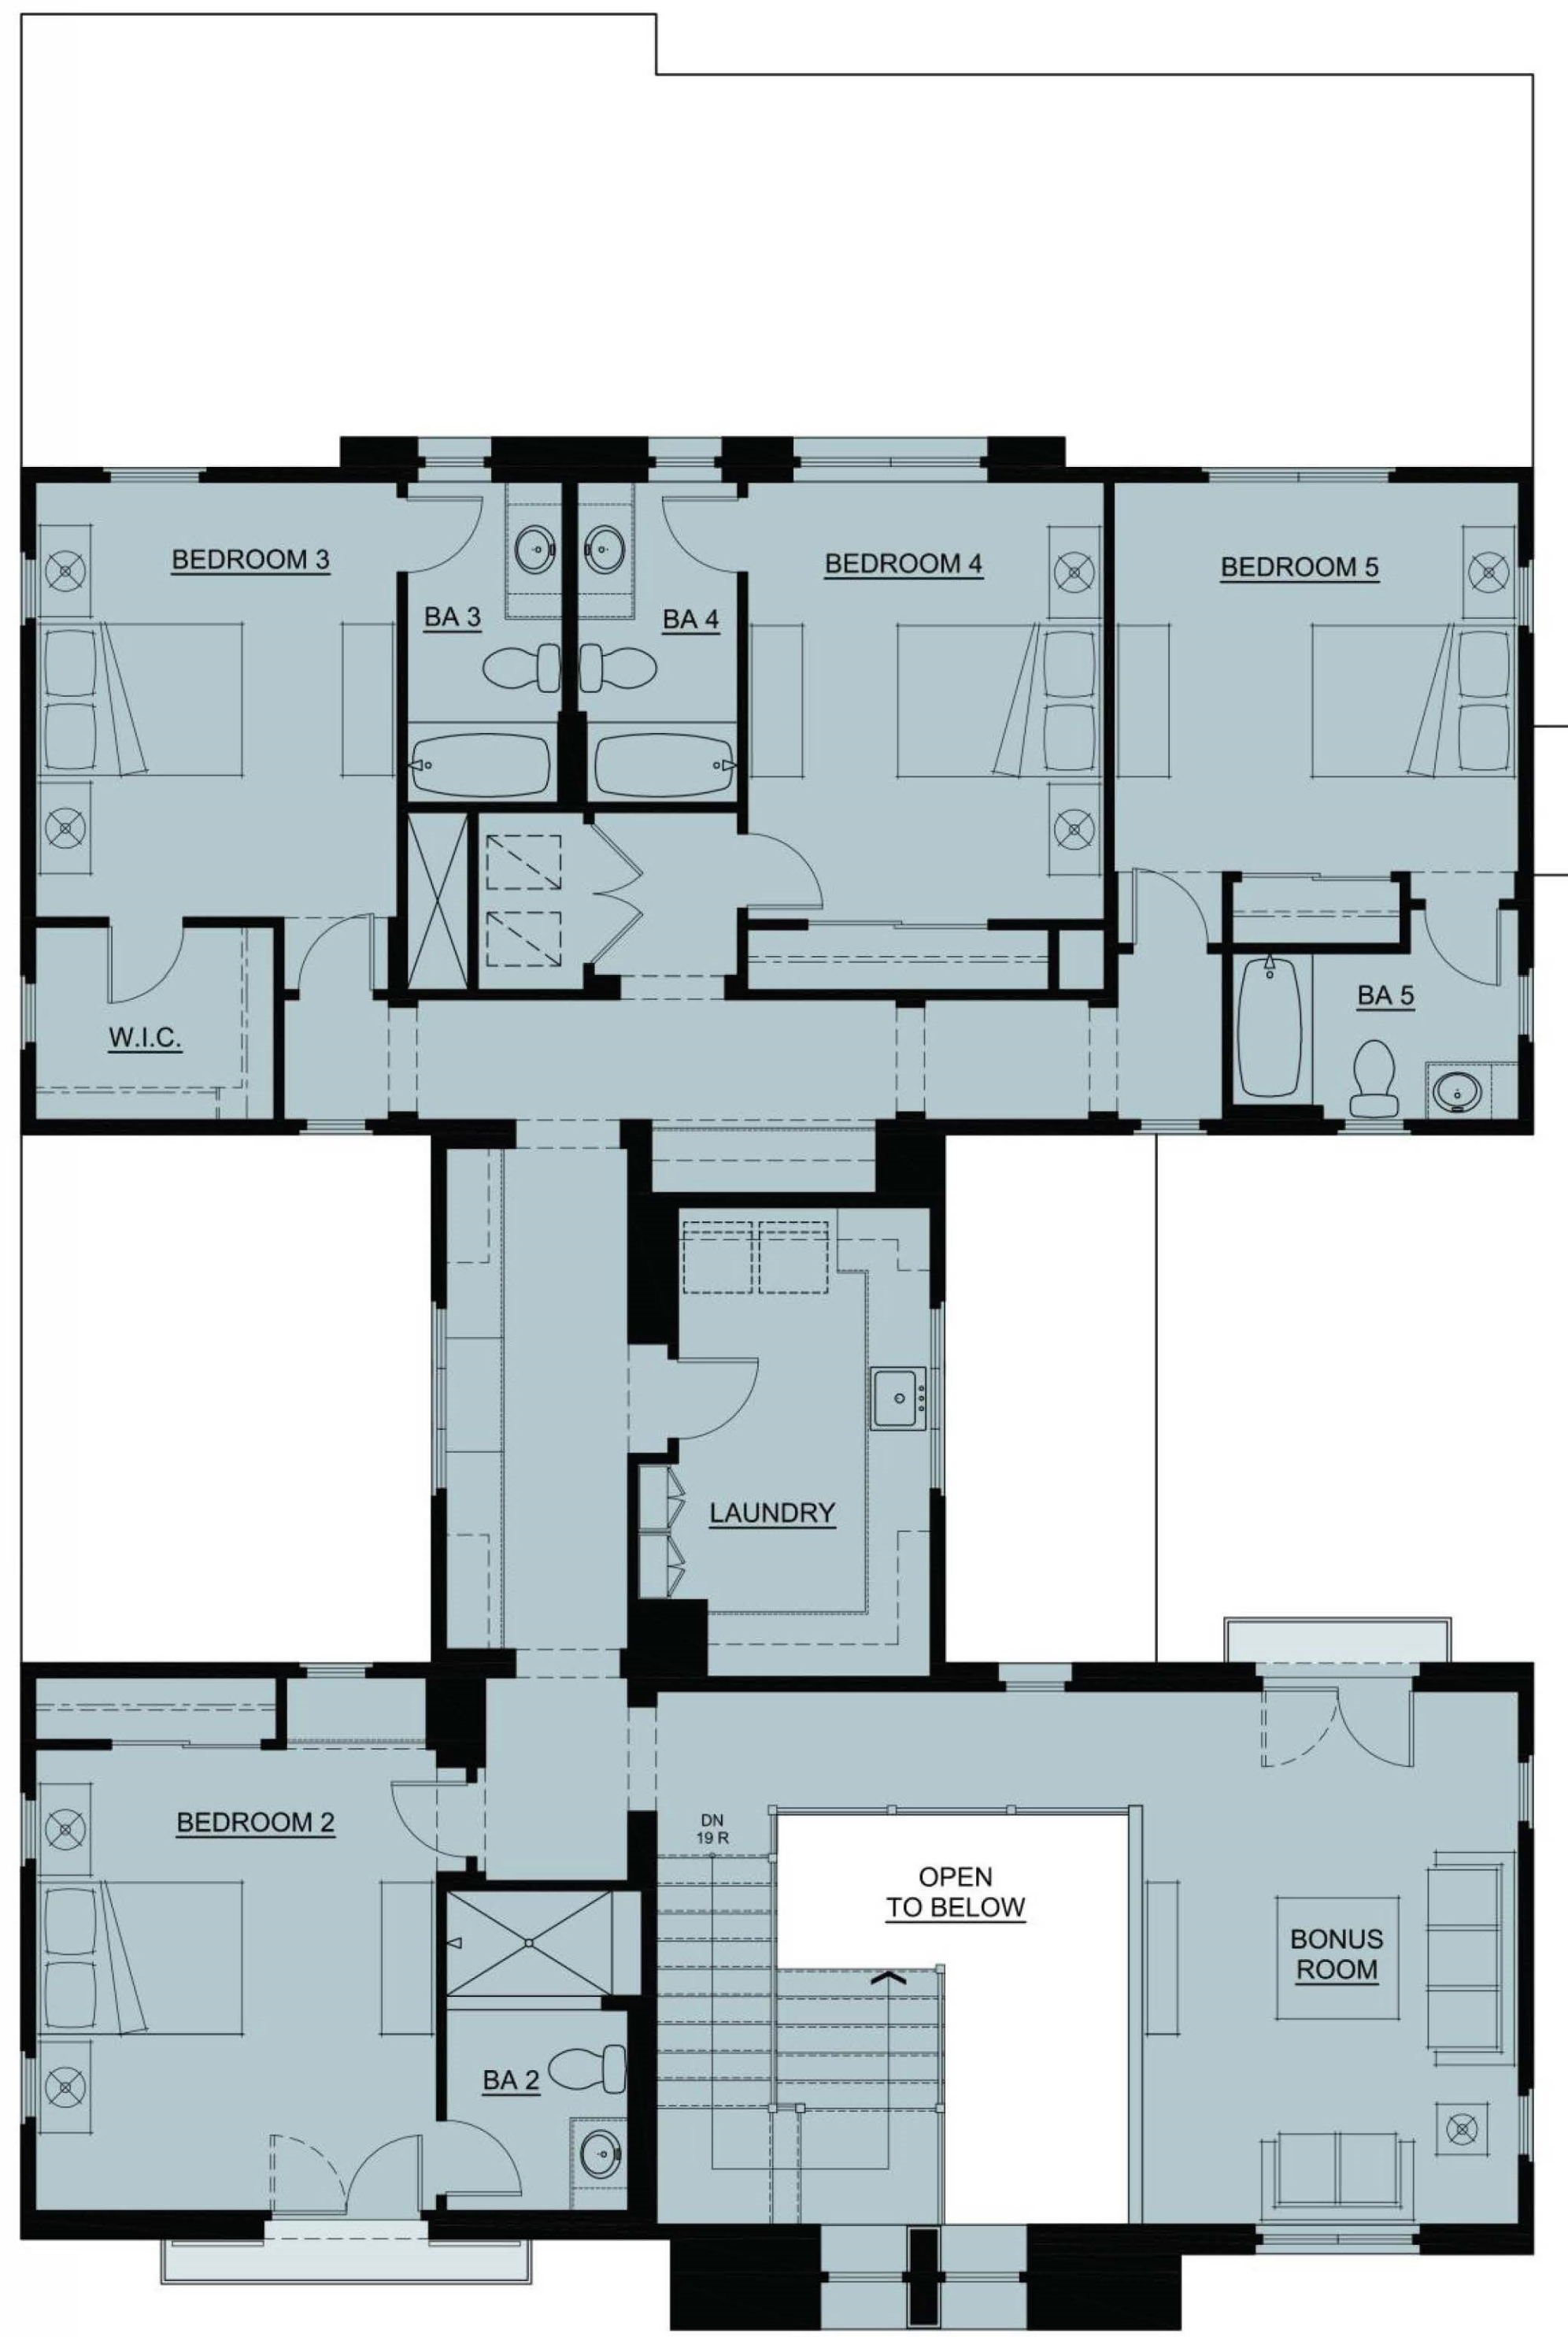 BEDROOM 3
BEDROOM 4
BEDROOM 5
BA 3
BA 4
W.I.C.
BA 5
LAUNDRY
BEDROOM 2
DN
19 R
OPEN
TO BELOW
BONUS
ROOM
BA 2